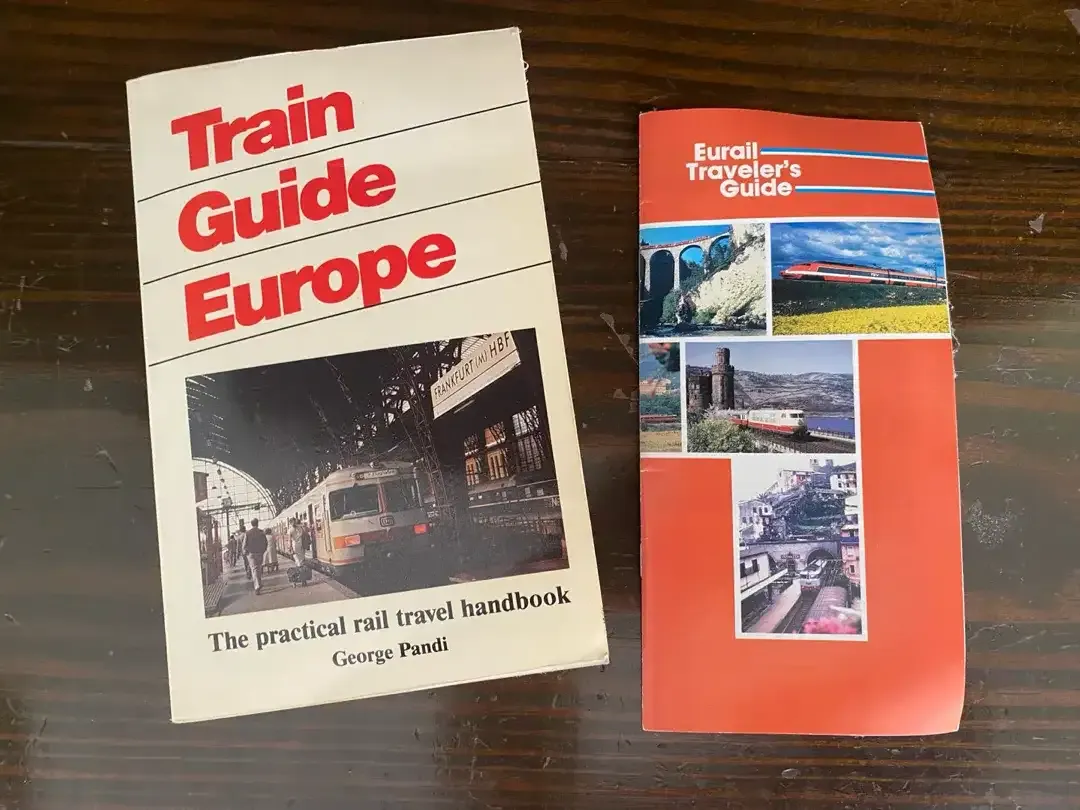 Train
Guide
Europe
FRANKFURT (M) HBF
The practical rail travel handbook
George Pandi
Eurail
Traveler's
Guide